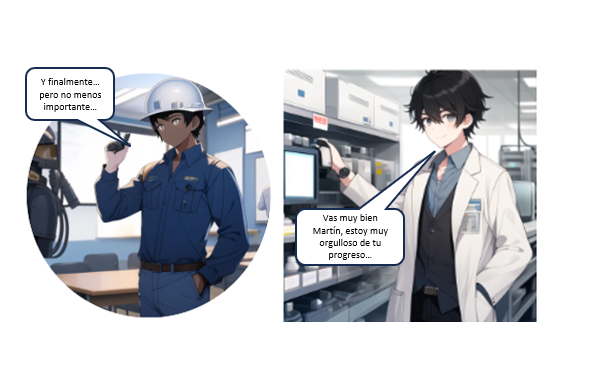 Y finalmente...
pero no menos
importante...
Vas muy bien
Martín, estoy muy
orgulloso de tu
progreso...